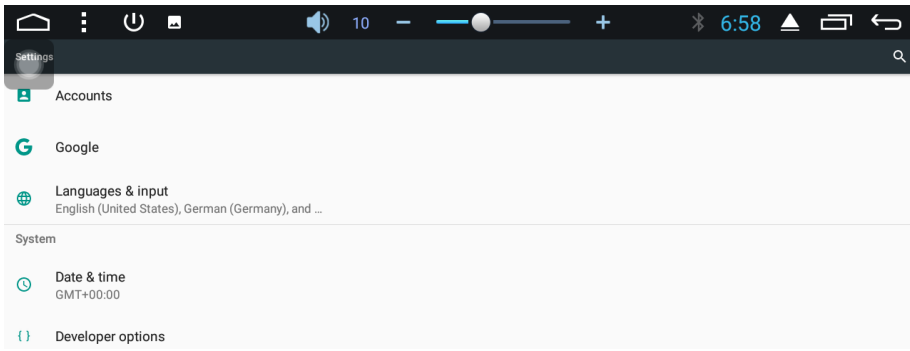 10 6:58
Settings
Accounts
Google
Languages & input
English (United States), German (Germany), and ...
System
Date & time
GMT+00:00
Developer options